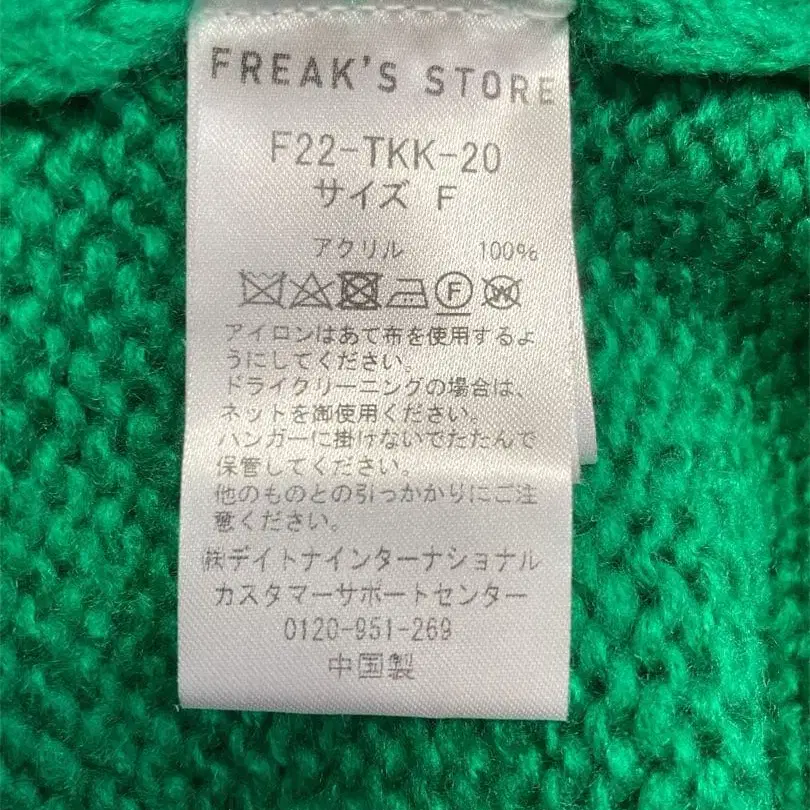 FREAK'S STORE
F22-TKK-20
サイズ F
アクリル 100%
F W
アイロンはあて布を使用するよ
うにしてください。
ドライクリーニングの場合は、
ネットを御使用ください。
ハンガーに掛けないでたたんで
保管してください。
他のものとの引っかかりにご注
意ください。
㈱デイトナインターナショナル
カスタマーサポートセンター
0120-951-269
中国製